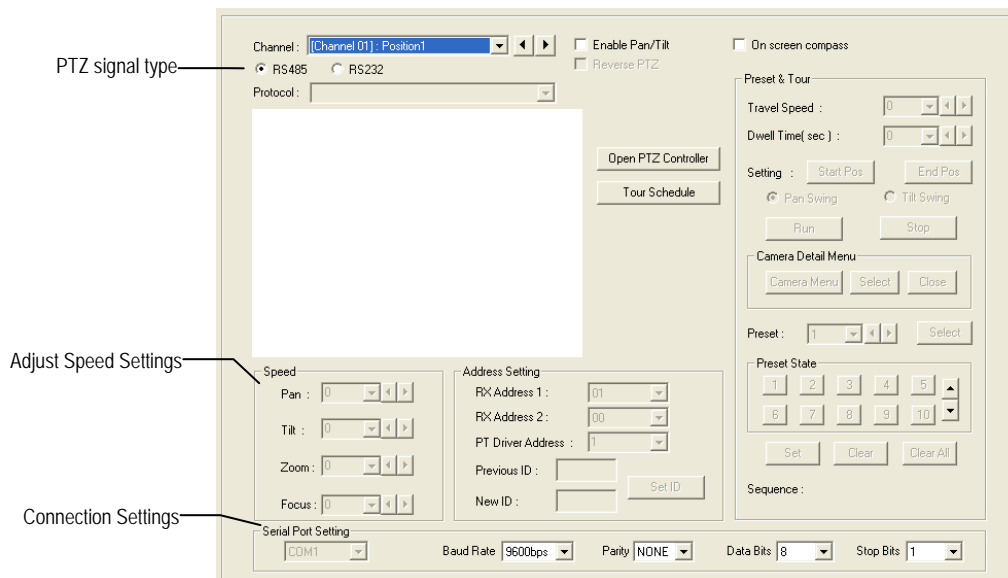 Channel : [Channel 01] : Position1
Enable Pan/Tilt
On screen compass
PTZ signal type
RS485 RS232
Reverse PTZ
Protocol :
Preset & Tour
Travel Speed : 0
Dwell Time( sec ) : 0
Open PTZ Controller
Setting : Start Pos End Pos
Tour Schedule
Pan Swing Tilt Swing
Run Stop
Camera Detail Menu
Camera Menu Select Close
Preset : 1 Select
Preset State
1 2 3 4 5
6 7 8 9 10
Set Clear Clear All
Sequence :
Adjust Speed Settings
Speed
Pan : 0
Tilt : 0
Zoom : 0
Focus : 0
Address Setting
RX Address 1 : 01
RX Address 2 : 00
PT Driver Address : 1
Previous ID :
New ID :
Set ID
Connection Settings
Serial Port Setting
COM1 Baud Rate 9600bps Parity NONE Data Bits 8 Stop Bits 1